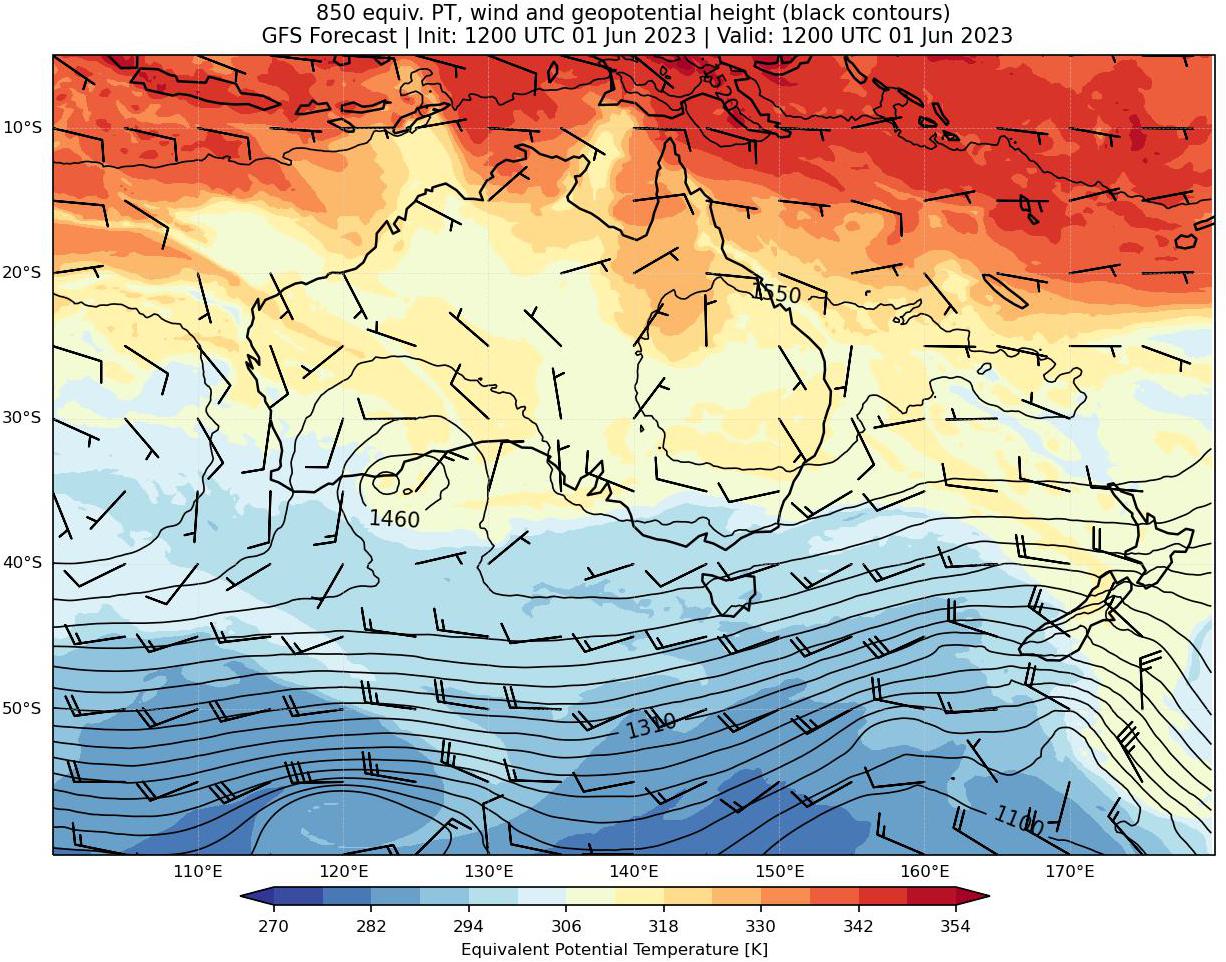 850 equiv. PT, wind and geopotential height (black contours)
GFS Forecast | Init: 1200 UTC 01 Jun 2023 | Valid: 1200 UTC 01 Jun 2023
1520
10°S
20°S
1550
30°S
1460
40°S
50°S
1310
1100
110°E 120°E 130°E 140°E 150°E 160°E 170°E
270 282 294 306 318 330 342 354
Equivalent Potential Temperature [K]